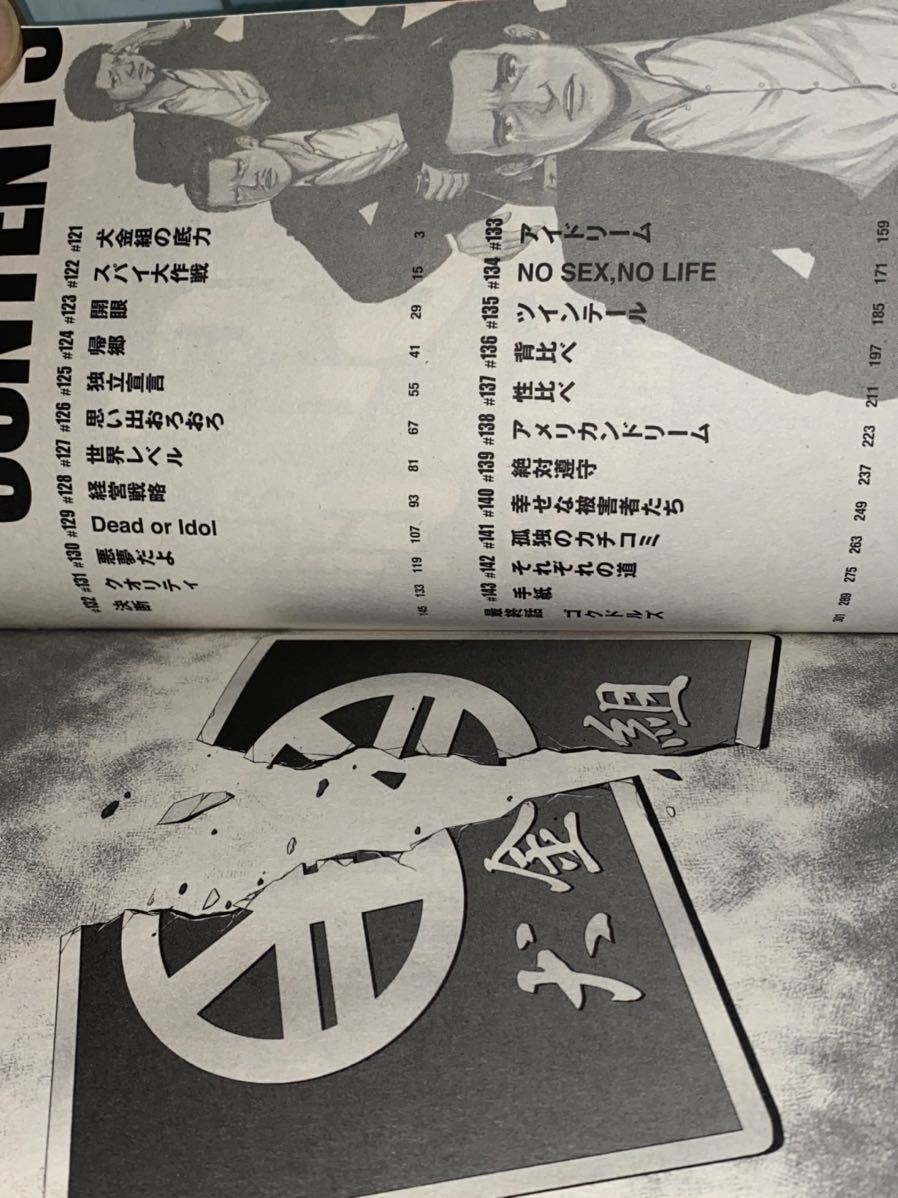 CONTENTS
#121 犬金組の底力 3
#122 スパイ大作戦 15
#123 開眼 29
#124 帰郷 41
#125 独立宣言 55
#126 思い出おろおろ 67
#127 世界レベル 81
#128 経営戦略 93
#129 Dead or Idol 107
#130 悪夢だよ 119
#131 クオリティ 133
#132 決断 145
#133 アイドリーム 159
#134 NO SEX,NO LIFE 171
#135 ツインテール 185
#136 背比べ 197
#137 性比べ 211
#138 アメリカンドリーム 223
#139 絶対遵守 237
#140 幸せな被害者たち 249
#141 孤独のカチコミ 263
#142 それぞれの道 275
#143 手紙 289
最終話 ゴクドルズ 301
犬金組